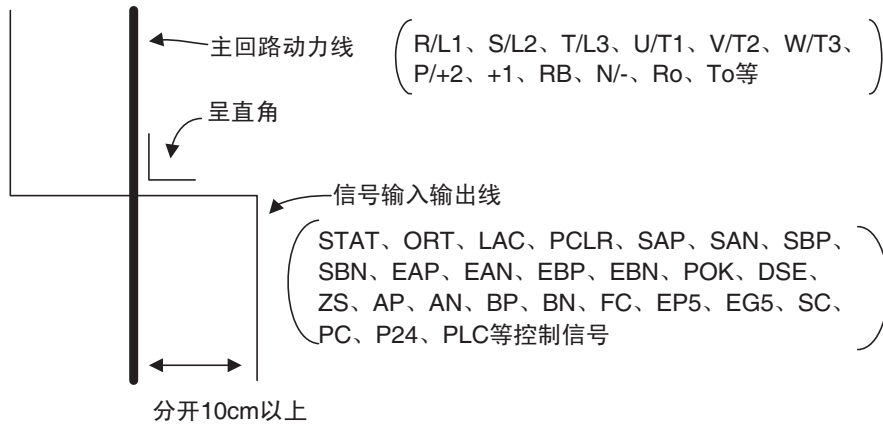 主回路动力线
R/L1、S/L2、T/L3、U/T1、V/T2、W/T3、
P/+2、+1、RB、N/-、Ro、To等
呈直角
信号输入输出线
STAT、ORT、LAC、PCLR、SAP、SAN、SBP、
SBN、EAP、EAN、EBP、EBN、POK、DSE、
ZS、AP、AN、BP、BN、FC、EP5、EG5、SC、
PC、P24、PLC等控制信号
分开10cm以上